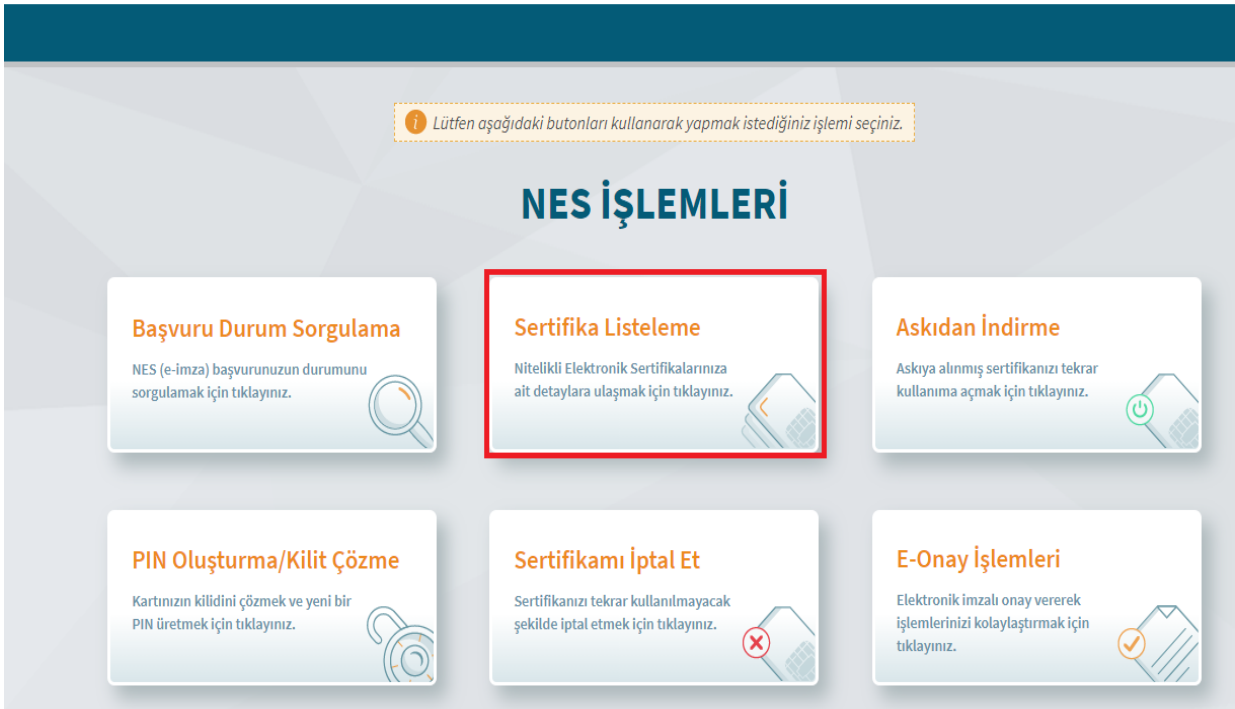 Lütfen aşağıdaki butonları kullanarak yapmak istediğiniz işlemi seçiniz.
NES İŞLEMLERİ
Başvuru Durum Sorgulama
NES (e-imza) başvurunuzun durumunu
sorgulamak için tıklayınız.
Sertifika Listeleme
Nitelikli Elektronik Sertifikalarınıza
ait detaylara ulaşmak için tıklayınız.
Askıdan İndirme
Askıya alınmış sertifikanızı tekrar
kullanıma açmak için tıklayınız.
PIN Oluşturma/Kilit Çözme
Kartınızın kilidini çözmek ve yeni bir
PIN üretmek için tıklayınız.
Sertifikamı İptal Et
Sertifikanızı tekrar kullanılmayacak
şekilde iptal etmek için tıklayınız.
E-Onay İşlemleri
Elektronik imzalı onay vererek
işlemlerinizi kolaylaştırmak için
tıklayınız.